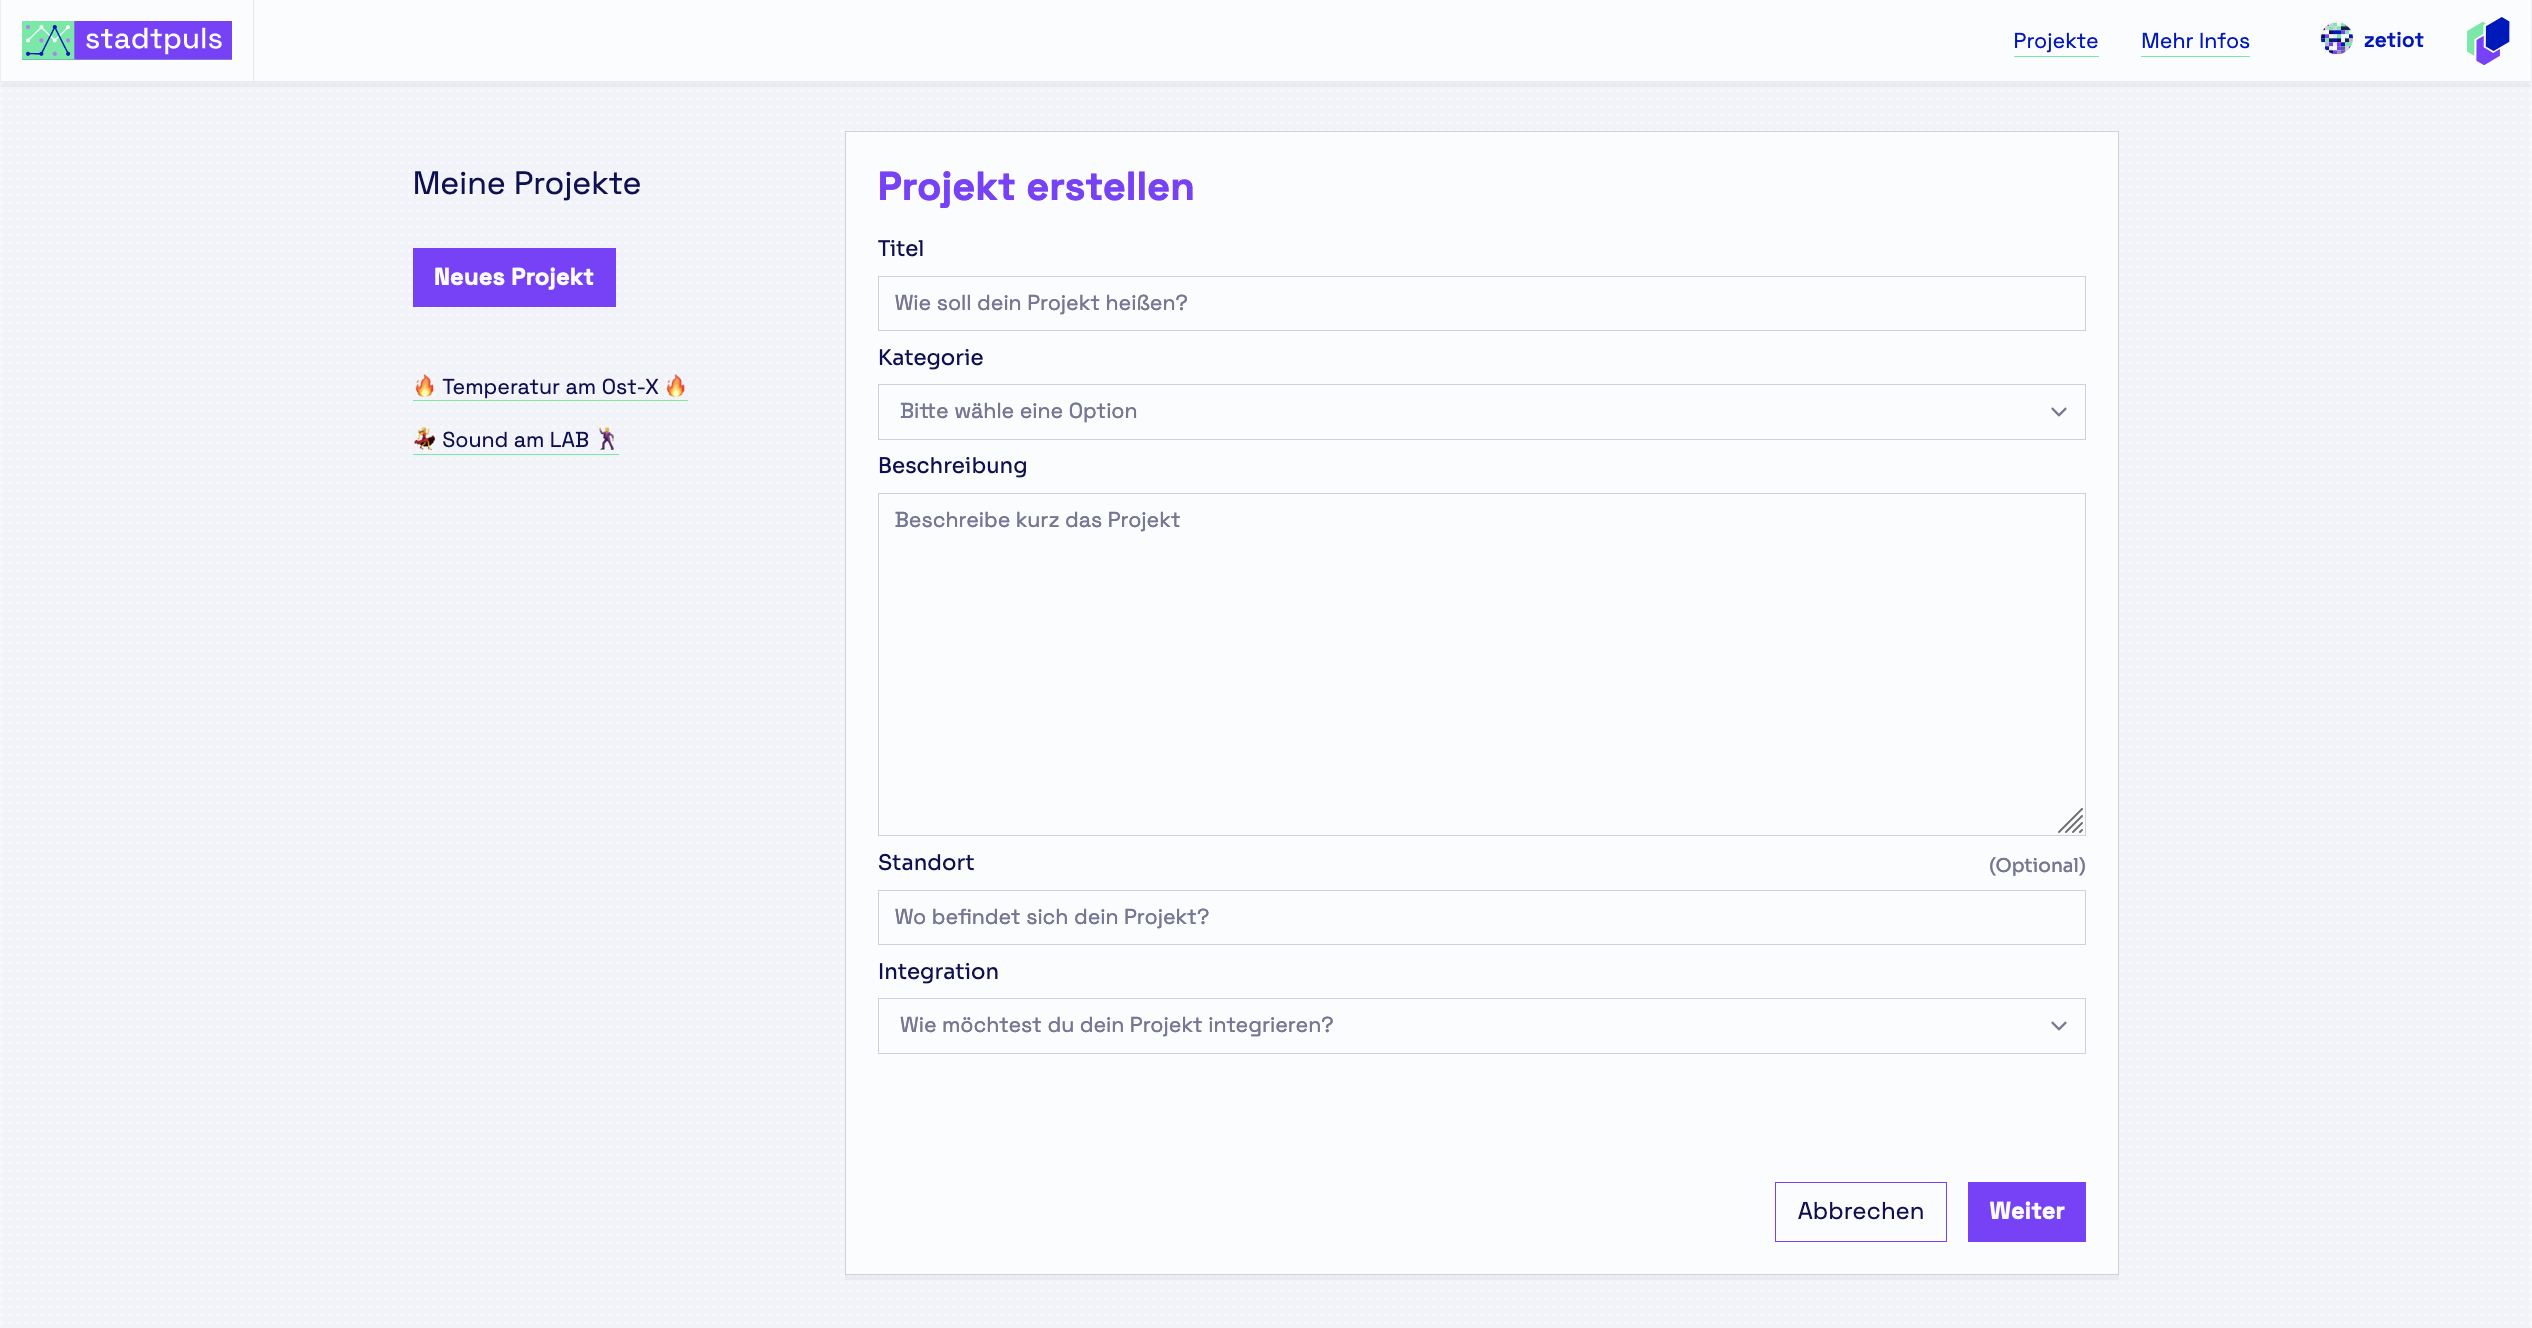 stadtpuls
Projekte
Mehr Infos
zetiot
Meine Projekte
Neues Projekt
🔥 Temperatur am Ost-X 🔥
💃 Sound am LAB 🕺
Projekt erstellen
Titel
Wie soll dein Projekt heißen?
Kategorie
Bitte wähle eine Option
Beschreibung
Beschreibe kurz das Projekt
Standort
(Optional)
Wo befindet sich dein Projekt?
Integration
Wie möchtest du dein Projekt integrieren?
Abbrechen
Weiter